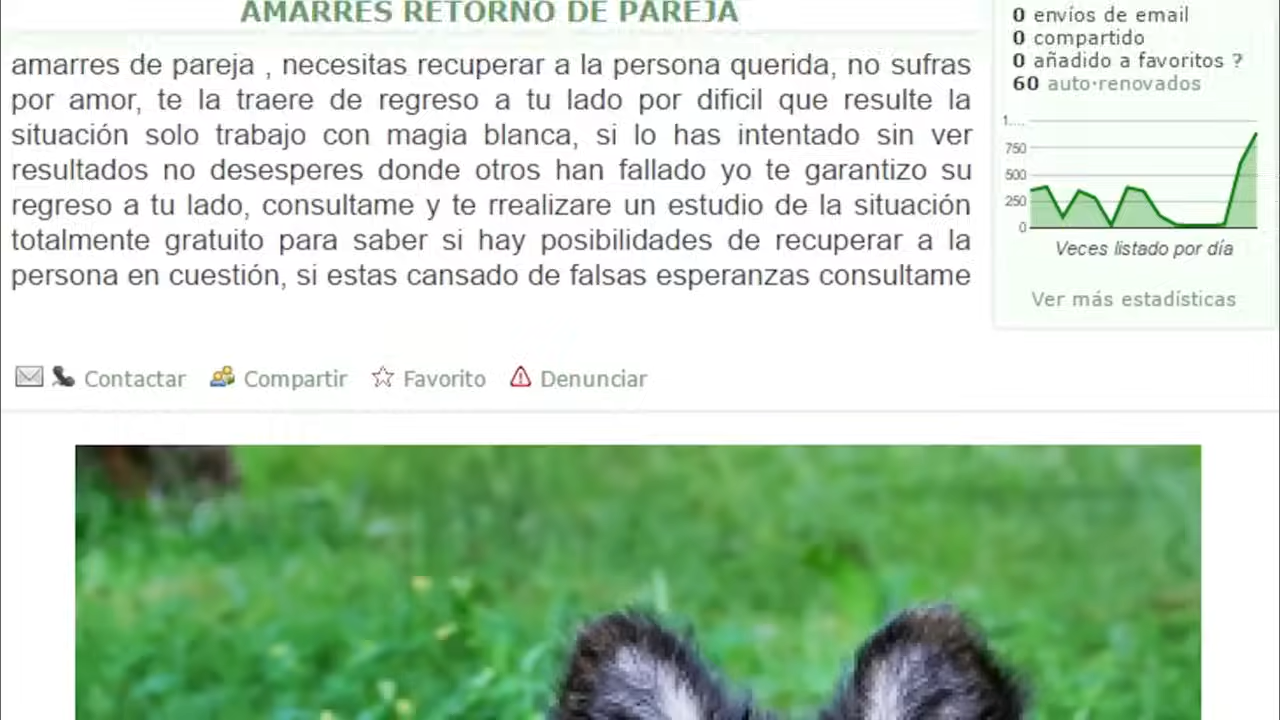 AMARRES RETORNO DE PAREJA
amarres de pareja , necesitas recuperar a la persona querida, no sufras
por amor, te la traere de regreso a tu lado por dificil que resulte la
situación solo trabajo con magia blanca, si lo has intentado sin ver
resultados no desesperes donde otros han fallado yo te garantizo su
regreso a tu lado, consultame y te rrealizare un estudio de la situación
totalmente gratuito para saber si hay posibilidades de recuperar a la
persona en cuestión, si estas cansado de falsas esperanzas consultame
Contactar Compartir Favorito Denunciar
0 envíos de email
0 compartido
0 añadido a favoritos ?
60 auto·renovados
1....
750
500
250
0
Veces listado por día
Ver más estadísticas